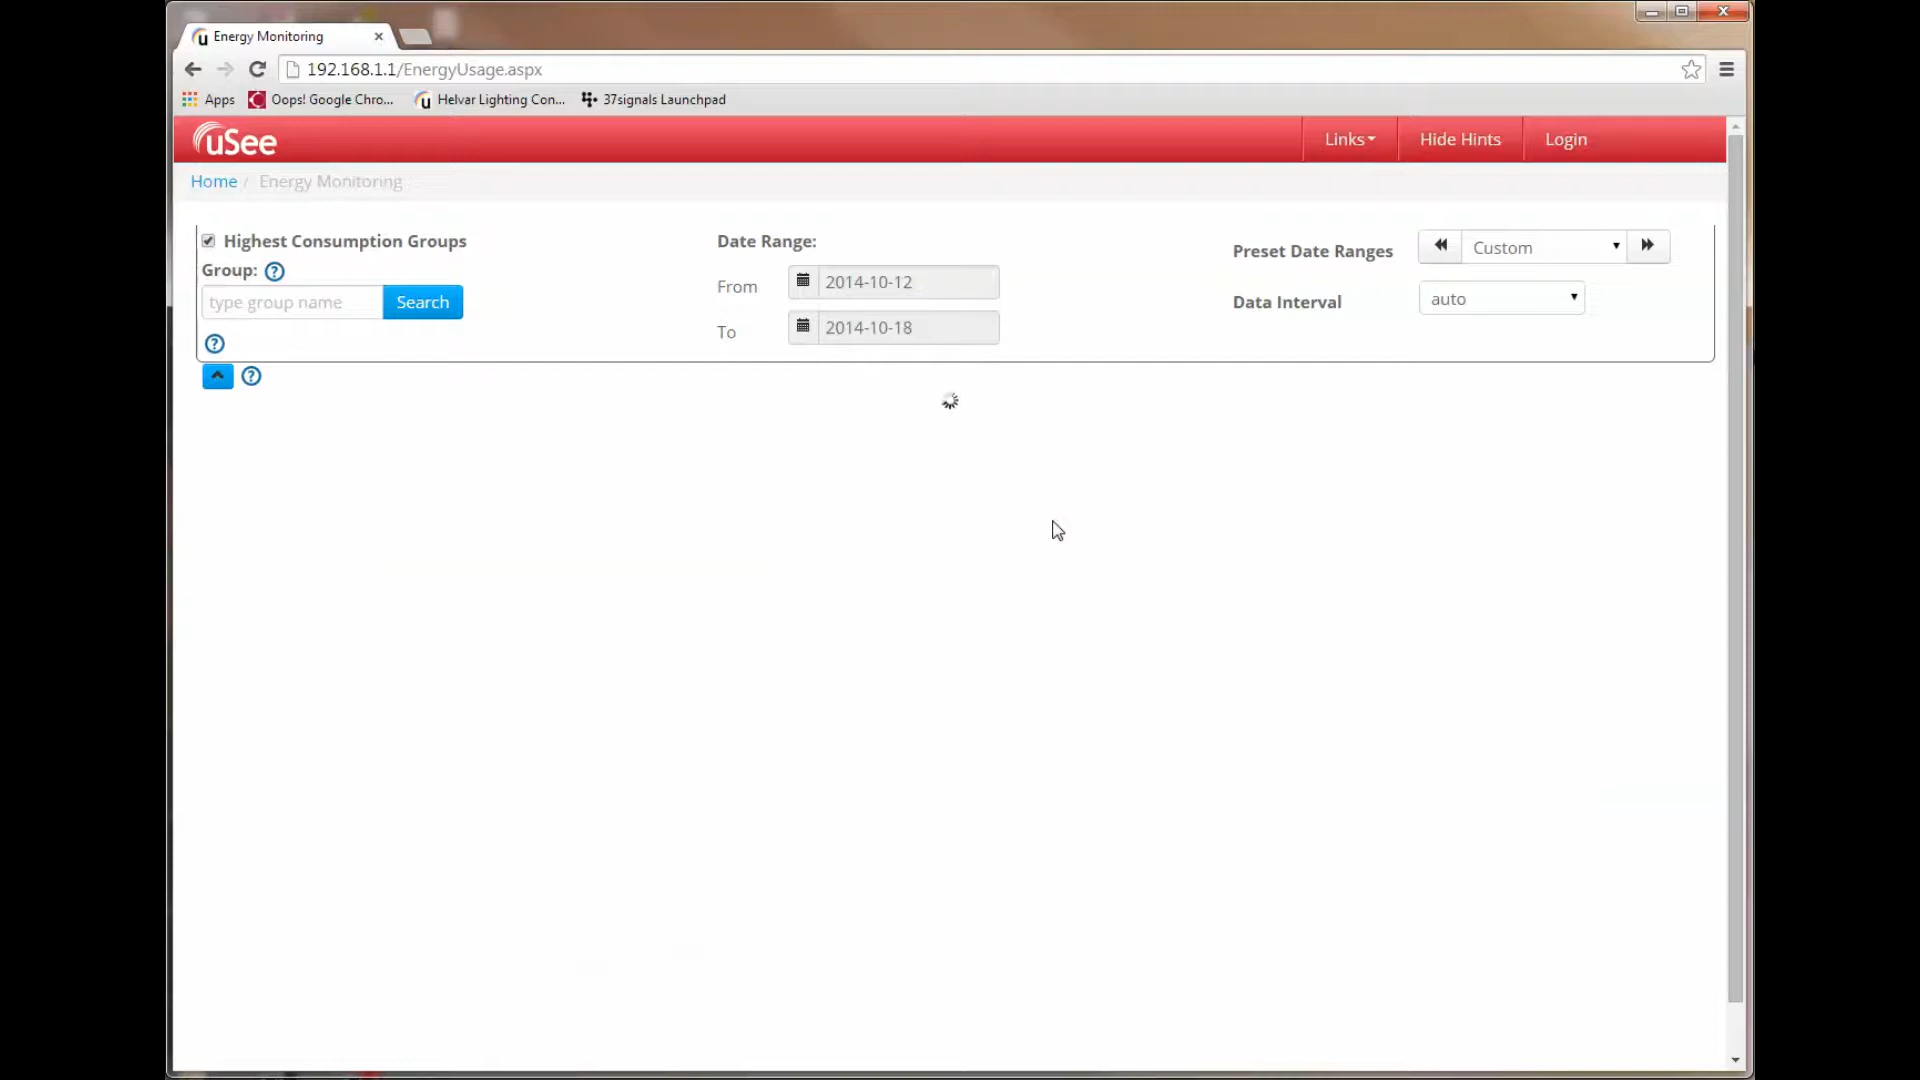 Energy Monitoring
192.168.1.1/EnergyUsage.aspx
Apps Oops! Google Chro... Helvar Lighting Con... 37signals Launchpad
uSee Links Hide Hints Login
Home / Energy Monitoring
Highest Consumption Groups
Group: ?
type group name Search
?
?
Date Range:
From 2014-10-12
To 2014-10-18
Preset Date Ranges Custom
Data Interval auto